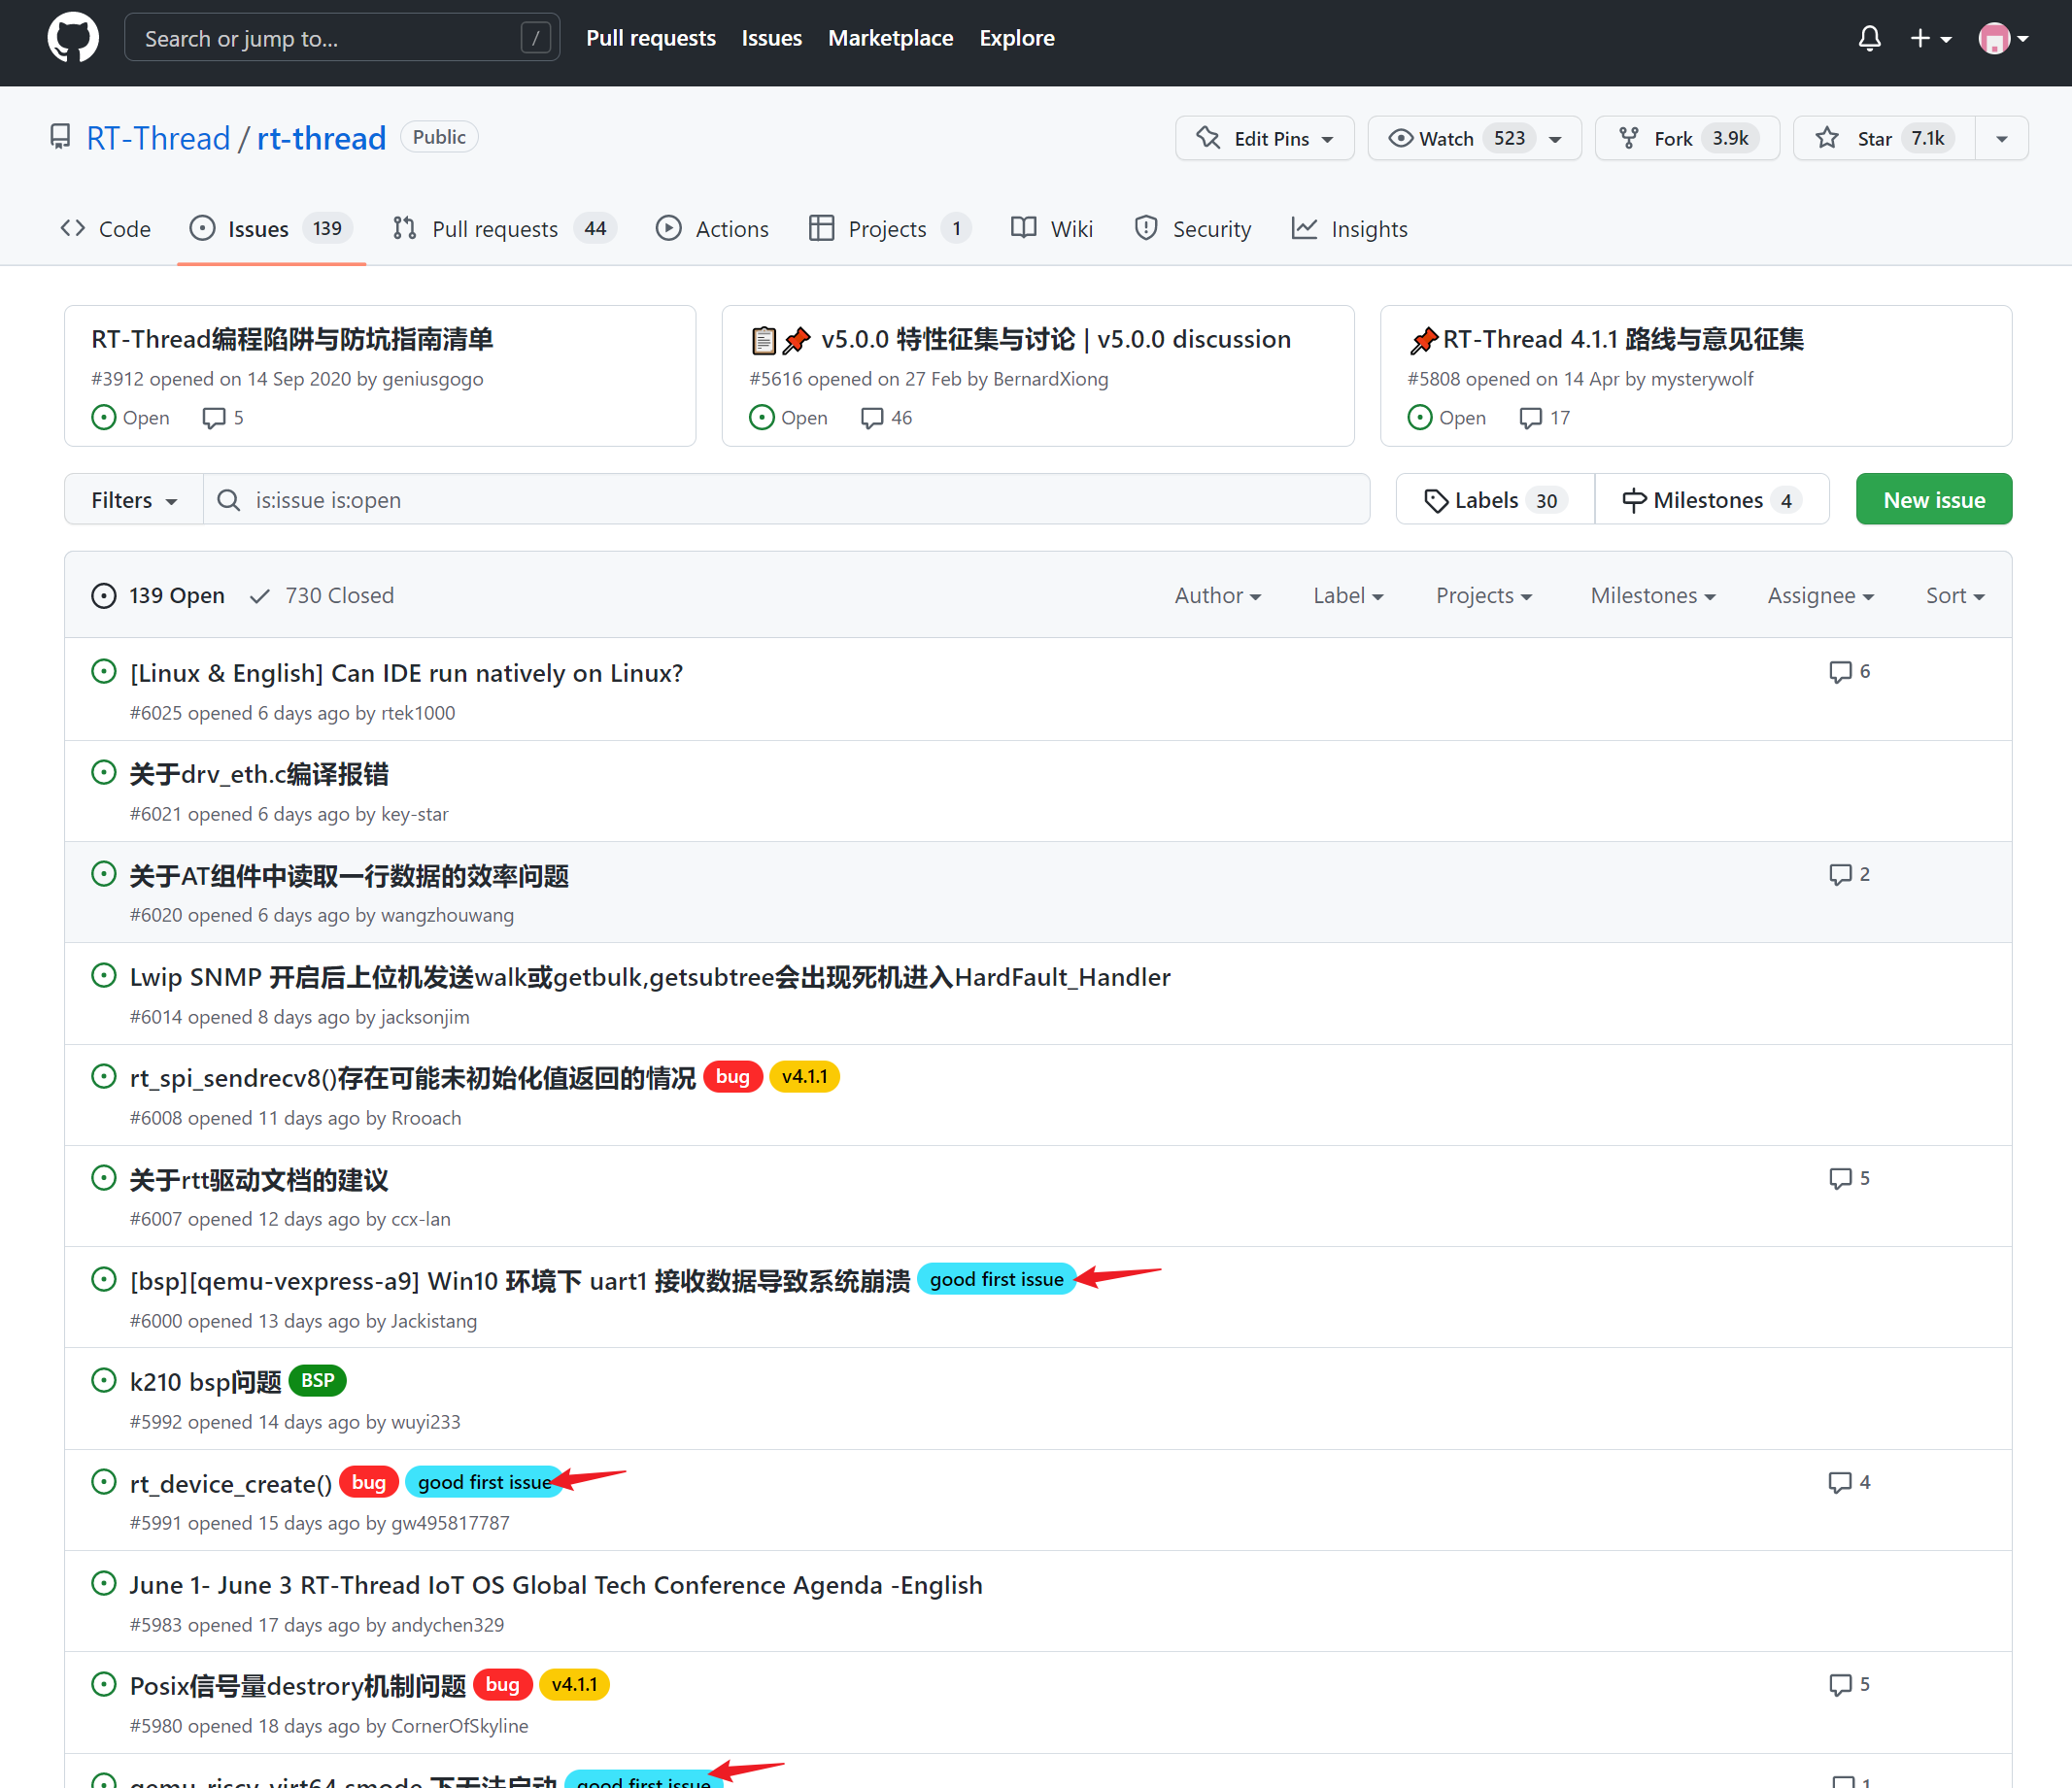 Search or jump to... /
Pull requests Issues Marketplace Explore
RT-Thread / rt-thread Public
Edit Pins Watch 523 Fork 3.9k Star 7.1k
Code Issues 139 Pull requests 44 Actions Projects 1 Wiki Security Insights
RT-Thread编程陷阱与防坑指南清单
#3912 opened on 14 Sep 2020 by geniusgogo
Open 5
v5.0.0 特性征集与讨论 | v5.0.0 discussion
#5616 opened on 27 Feb by BernardXiong
Open 46
RT-Thread 4.1.1 路线与意见征集
#5808 opened on 14 Apr by mysterywolf
Open 17
Filters is:issue is:open Labels 30 Milestones 4 New issue
139 Open 730 Closed Author Label Projects Milestones Assignee Sort
[Linux & English] Can IDE run natively on Linux? 6
#6025 opened 6 days ago by rtek1000
关于drv_eth.c编译报错
#6021 opened 6 days ago by key-star
关于AT组件中读取一行数据的效率问题 2
#6020 opened 6 days ago by wangzhouwang
Lwip SNMP 开启后上位机发送walk或getbulk,getsubtree会出现死机进入HardFault_Handler
#6014 opened 8 days ago by jacksonjim
rt_spi_sendrecv8()存在可能未初始化值返回的情况 bug v4.1.1
#6008 opened 11 days ago by Rrooach
关于rtt驱动文档的建议 5
#6007 opened 12 days ago by ccx-lan
[bsp][qemu-vexpress-a9] Win10 环境下 uart1 接收数据导致系统崩溃 good first issue
#6000 opened 13 days ago by Jackistang
k210 bsp问题 BSP
#5992 opened 14 days ago by wuyi233
rt_device_create() bug good first issue 4
#5991 opened 15 days ago by gw495817787
June 1- June 3 RT-Thread IoT OS Global Tech Conference Agenda -English
#5983 opened 17 days ago by andychen329
Posix信号量destrory机制问题 bug v4.1.1 5
#5980 opened 18 days ago by CornerOfSkyline
qemu-riscv-virt64 smode 下无法启动 good first issue 1